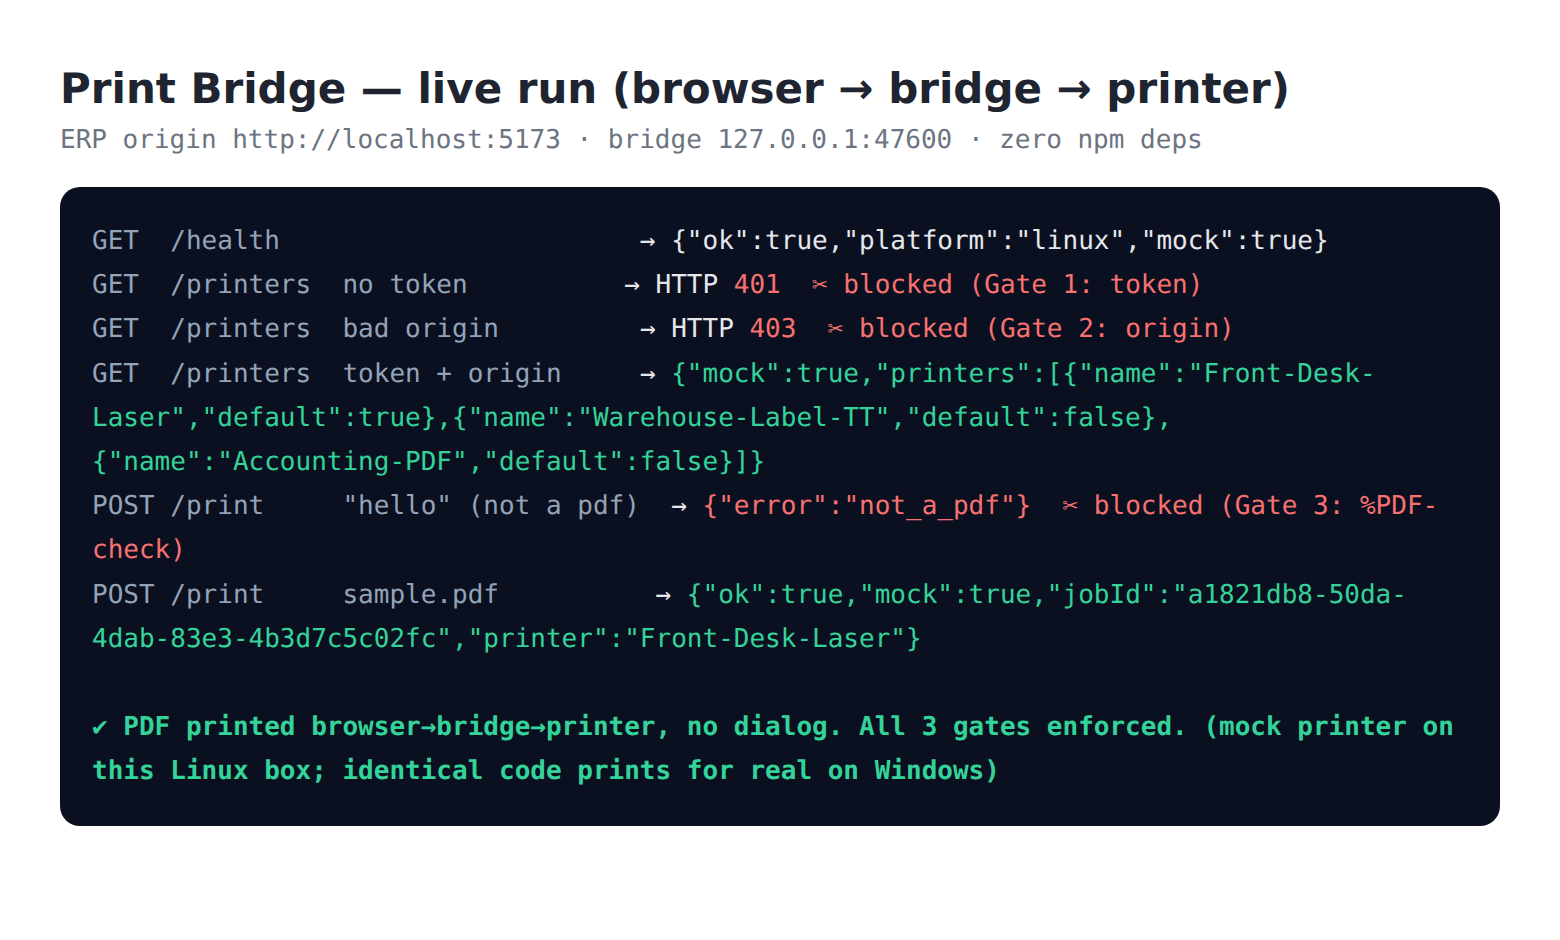 Print Bridge — live run (browser → bridge → printer)
ERP origin http://localhost:5173 · bridge 127.0.0.1:47600 · zero npm deps
GET  /health                       → {"ok":true,"platform":"linux","mock":true}
GET  /printers  no token          → HTTP 401  ✂ blocked (Gate 1: token)
GET  /printers  bad origin         → HTTP 403  ✂ blocked (Gate 2: origin)
GET  /printers  token + origin     → {"mock":true,"printers":[{"name":"Front-Desk-
Laser","default":true},{"name":"Warehouse-Label-TT","default":false},
{"name":"Accounting-PDF","default":false}]}
POST /print     "hello" (not a pdf)  → {"error":"not_a_pdf"}  ✂ blocked (Gate 3: %PDF-
check)
POST /print     sample.pdf          → {"ok":true,"mock":true,"jobId":"a1821db8-50da-
4dab-83e3-4b3d7c5c02fc","printer":"Front-Desk-Laser"}
✔ PDF printed browser→bridge→printer, no dialog. All 3 gates enforced. (mock printer on
this Linux box; identical code prints for real on Windows)